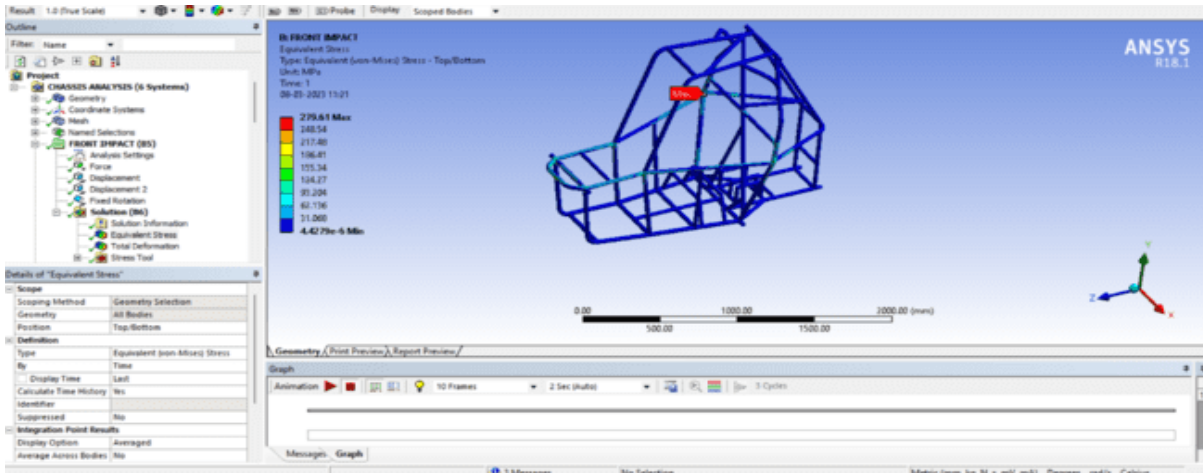 Result 1.0 (True Scale) Probe Display Scoped Bodies
Outline
Filter: Name
Project
CHASSIS ANALYSIS (6 Systems)
Geometry
Coordinate Systems
Mesh
Named Selections
FRONT IMPACT (B5)
Analysis Settings
Force
Displacement
Displacement 2
Fixed Rotation
Solution (B6)
Solution Information
Equivalent Stress
Total Deformation
Stress Tool
Details of "Equivalent Stress"
Scope
Scoping Method Geometry Selection
Geometry All Bodies
Position Top/Bottom
Definition
Type Equivalent (von-Mises) Stress
By Time
Display Time Last
Calculate Time History Yes
Identifier
Suppressed No
Integration Point Results
Display Option Averaged
Average Across Bodies No
B: FRONT IMPACT
Equivalent Stress
Type: Equivalent (von-Mises) Stress - Top/Bottom
Unit: MPa
Time: 1
279.61 Max
248.54
217.48
186.41
155.34
124.27
93.204
62.136
31.068
4.4279e-6 Min
ANSYS
R18.1
Y
Z
X
0.00 1000.00 2000.00 (mm)
500.00 1500.00
Geometry Print Preview Report Preview
Graph
Animation 10 Frames 2 Sec (Auto) 3 Cycles
Messages Graph
No Selection